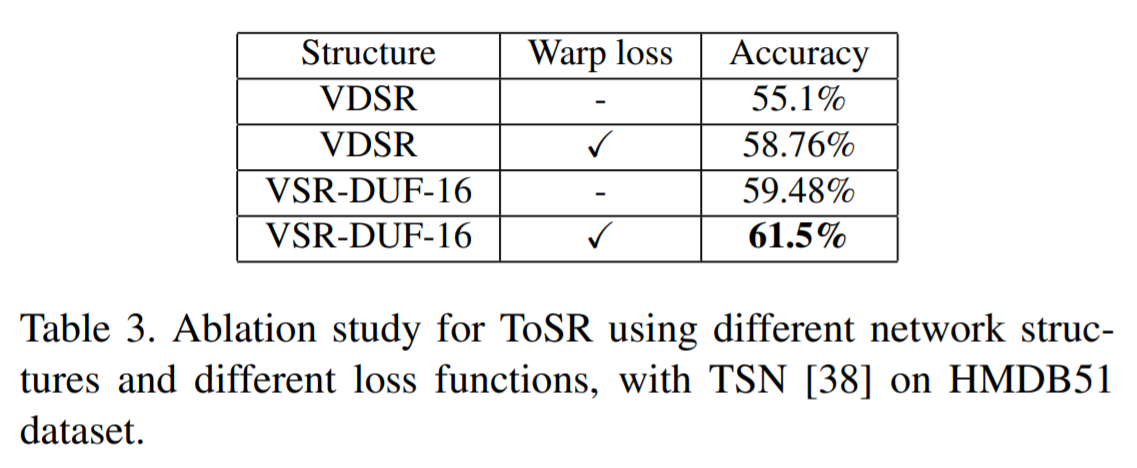 Structure Warp loss Accuracy
VDSR - 55.1%
VDSR ✓ 58.76%
VSR-DUF-16 - 59.48%
VSR-DUF-16 ✓ 61.5%
Table 3. Ablation study for ToSR using different network struc-
tures and different loss functions, with TSN [38] on HMDB51
dataset.